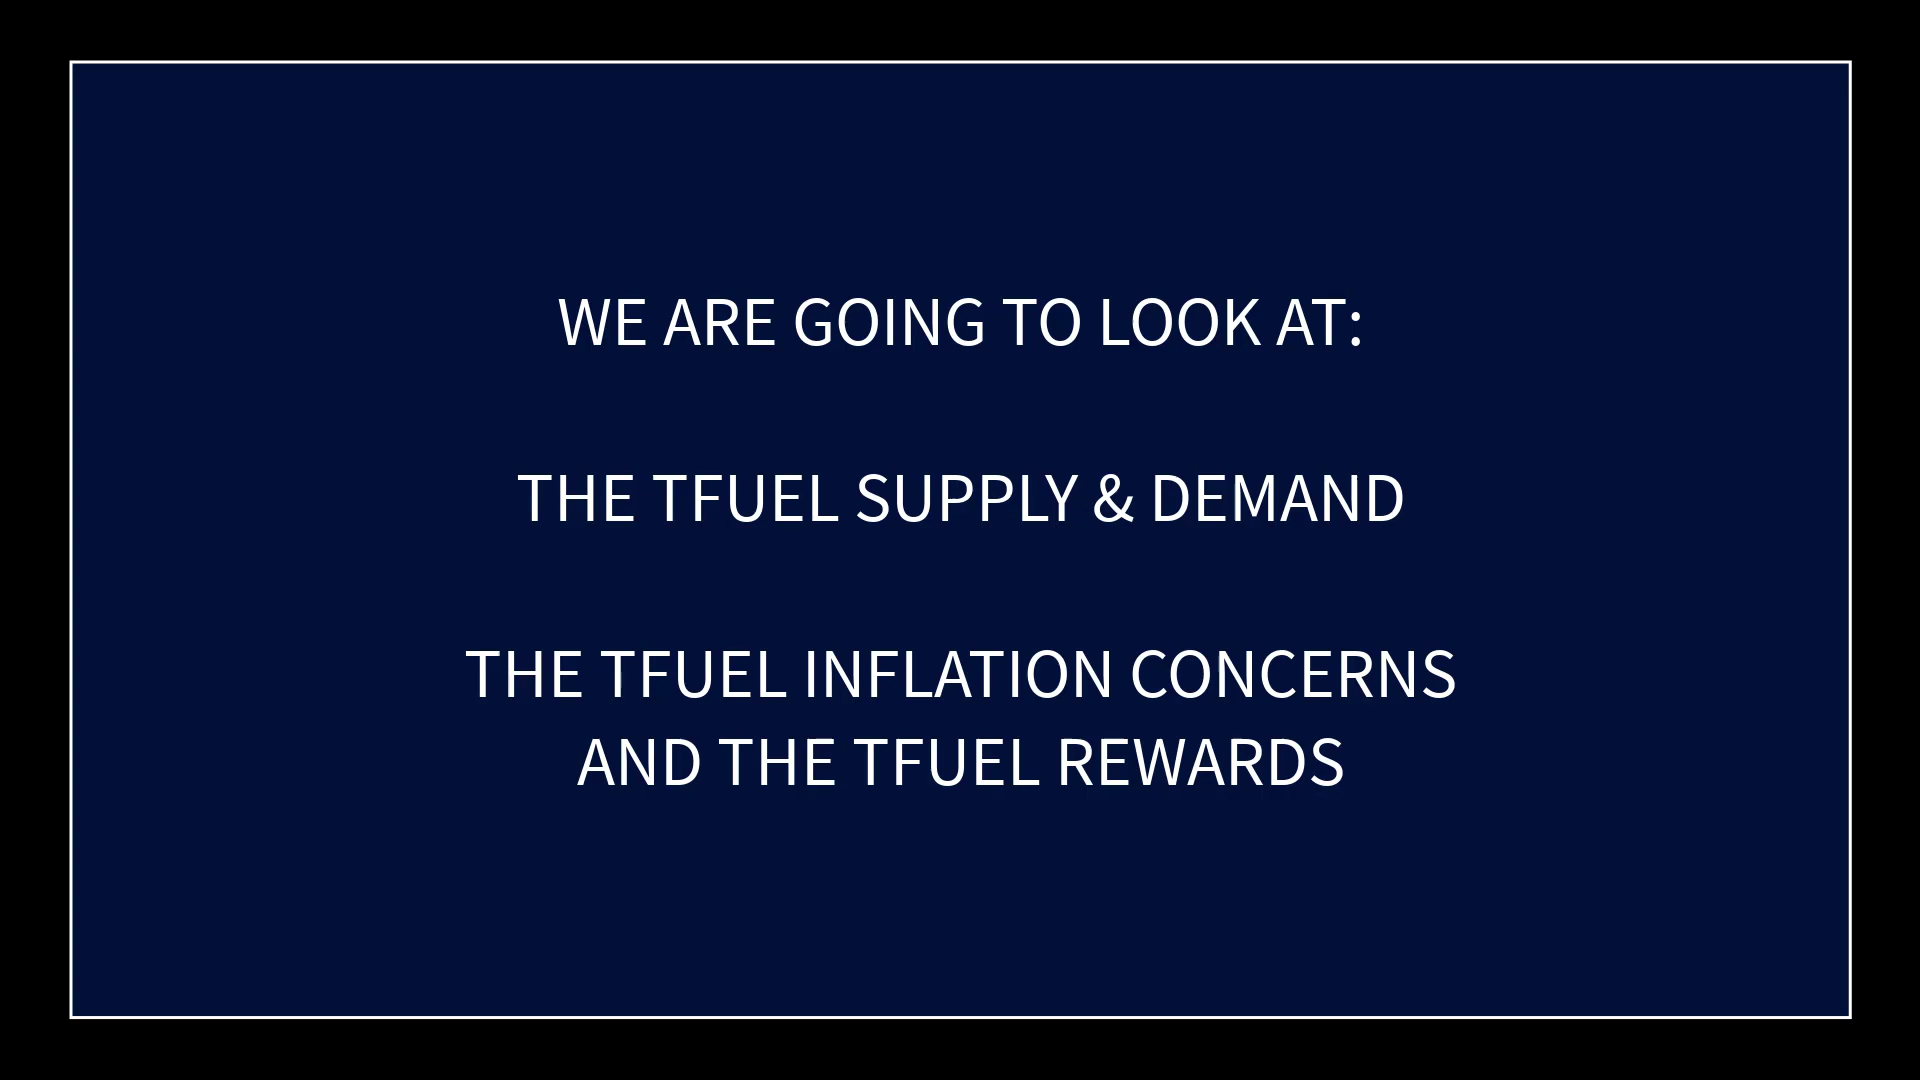 WE ARE GOING TO LOOK AT:
THE TFUEL SUPPLY & DEMAND
THE TFUEL INFLATION CONCERNS
AND THE TFUEL REWARDS